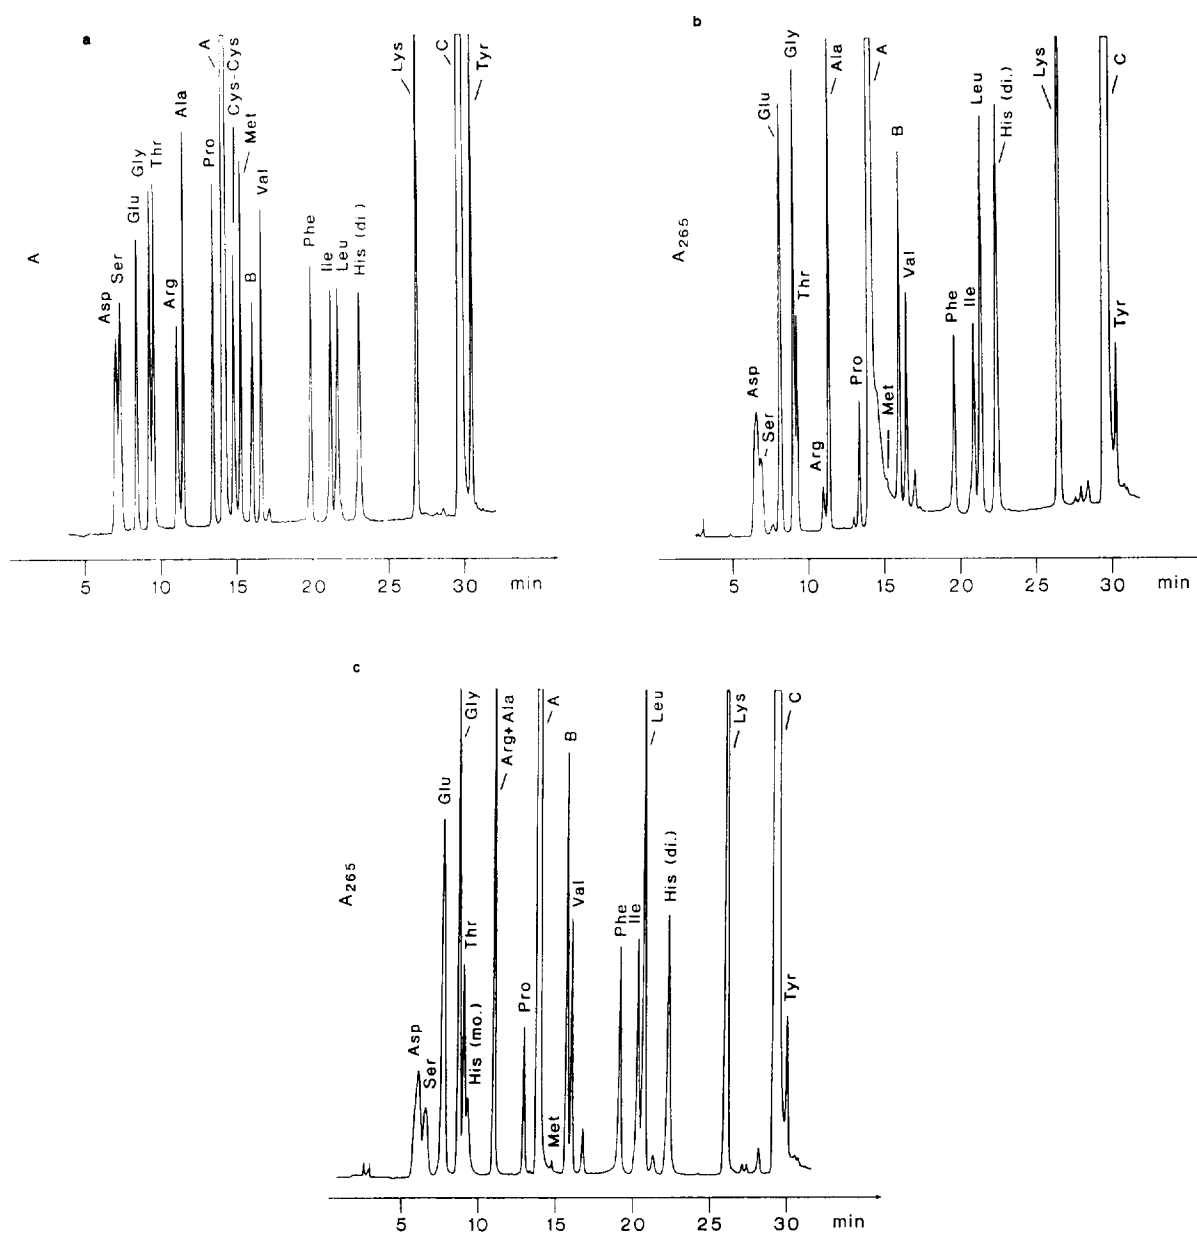 a
A
Asp
Ser
Glu
Gly
Thr
Arg
Ala
Pro
A
Cys-Cys
Met
B
Val
Phe
Ile
Leu
His (di.)
Lys
C
Tyr
5 10 15 20 25 30 min
b
A265
Asp
Ser
Glu
Gly
Thr
Arg
Ala
Pro
A
Met
B
Val
Phe
Ile
Leu
His (di.)
Lys
C
Tyr
5 10 15 20 25 30 min
c
A265
Asp
Ser
Glu
Gly
Thr
His (mo.)
Arg+Ala
Pro
A
Met
B
Val
Phe
Ile
Leu
His (di.)
Lys
C
Tyr
5 10 15 20 25 30 min